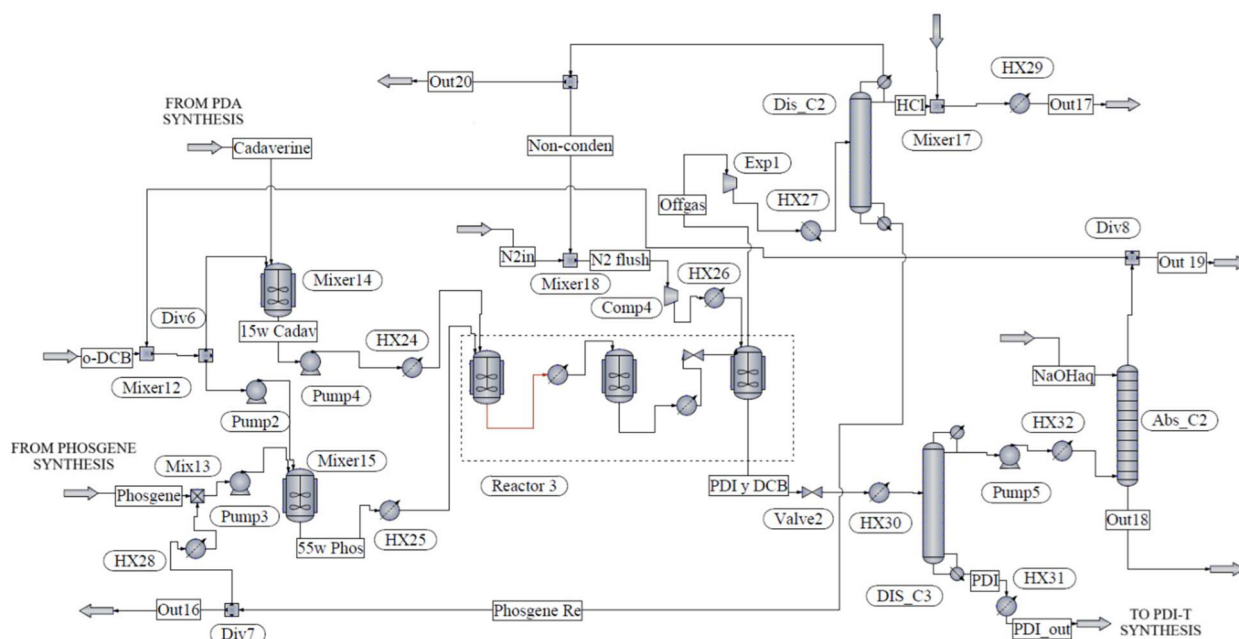 Out20
HX29
Dis_C2
HCl
Out17
FROM PDA
SYNTHESIS
Mixer17
Cadaverine
Non-conden
Exp1
HX27
Offgas
Div8
N2in
N2 flush
HX26
Out 19
Mixer14
Mixer18
Comp4
Div6
15w Cadav
HX24
o-DCB
NaOHaq
Mixer12
Pump4
Pump2
HX32
Abs_C2
FROM PHOSGENE
SYNTHESIS
Mix13
Mixer15
Phosgene
Reactor 3
PDI y DCB
Pump5
Pump3
Valve2
HX30
Out18
HX28
55w Phos
HX25
PDI
HX31
DIS_C3
Out16
Phosgene Re
Div7
PDI_out
TO PDI-T
SYNTHESIS